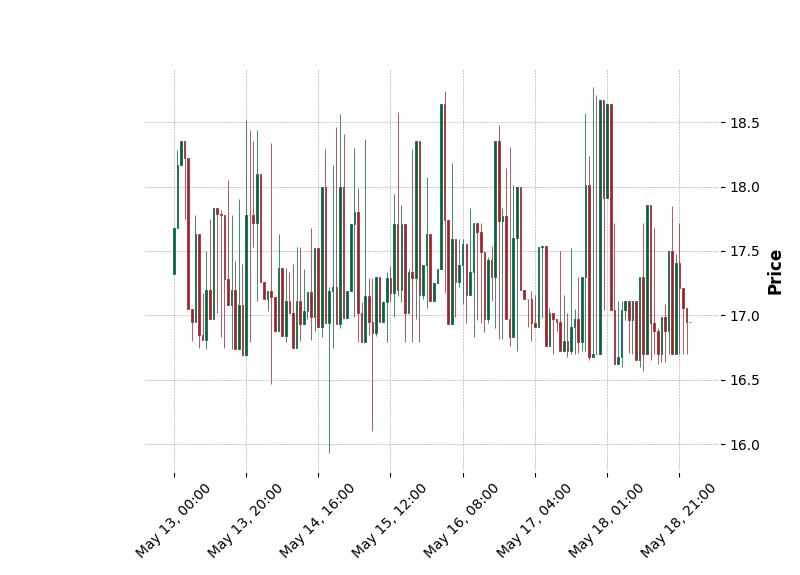 18.5
18.0
17.5
17.0
16.5
16.0
Price
May 13, 00:00
May 13, 20:00
May 14, 16:00
May 15, 12:00
May 16, 08:00
May 17, 04:00
May 18, 01:00
May 18, 21:00